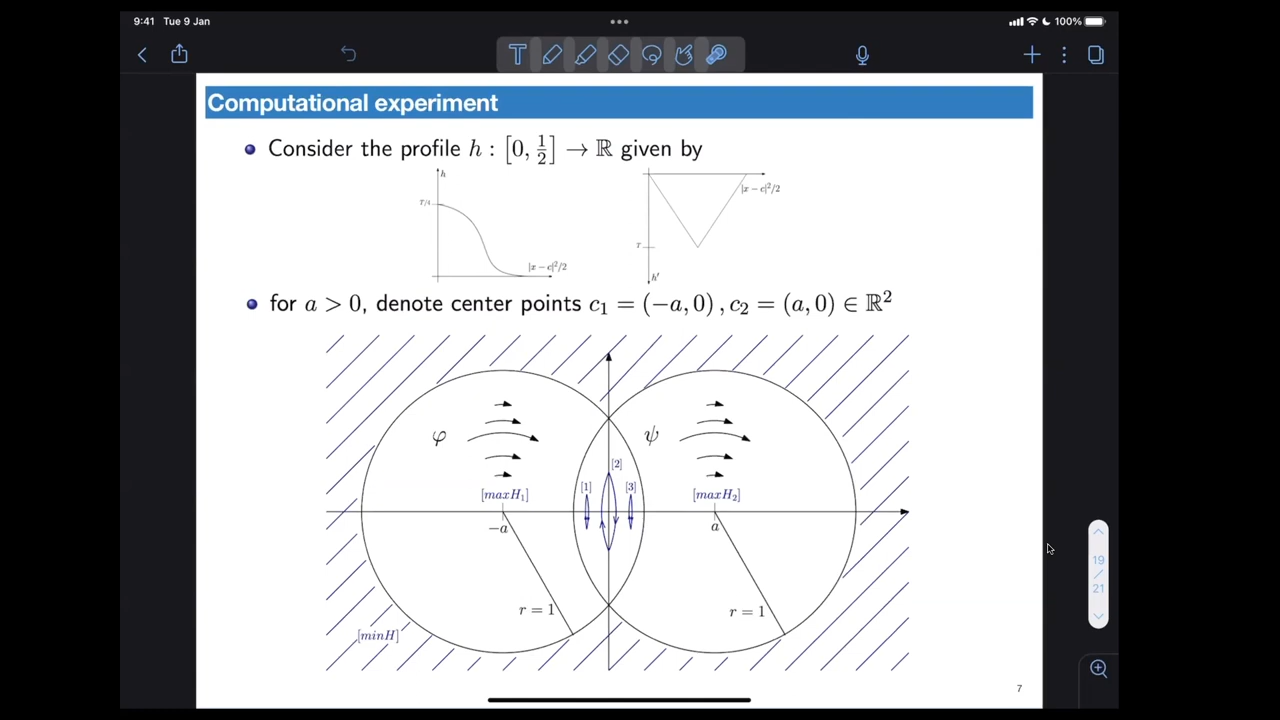 9:41 Tue 9 Jan
100%
T
Computational experiment
Consider the profile h : [0, 1/2] → ℝ given by
h
T/4
|x − c|²/2
|x − c|²/2
T
h′
for a > 0, denote center points c₁ = (−a, 0) , c₂ = (a, 0) ∈ ℝ²
φ
ψ
[2]
[1]
[3]
[maxH₁]
[maxH₂]
−a
a
r = 1
r = 1
[minH]
19
/
21
7